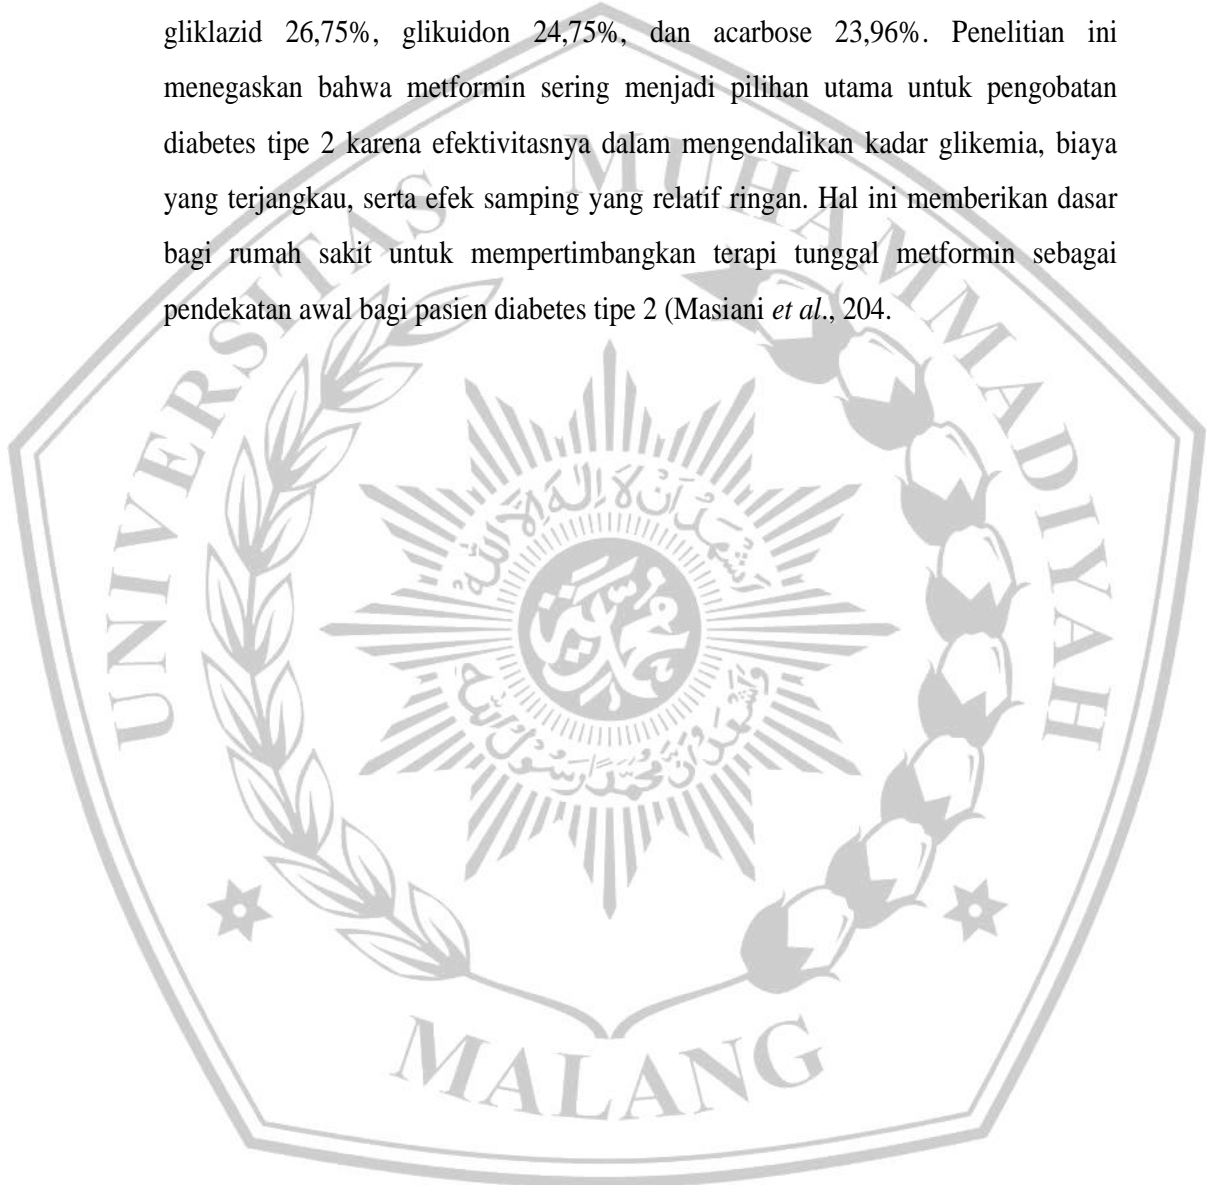 gliklazid 26,75%, glikuidon 24,75%, dan acarbose 23,96%. Penelitian ini
menegaskan bahwa metformin sering menjadi pilihan utama untuk pengobatan
diabetes tipe 2 karena efektivitasnya dalam mengendalikan kadar glikemia, biaya
yang terjangkau, serta efek samping yang relatif ringan. Hal ini memberikan dasar
bagi rumah sakit untuk mempertimbangkan terapi tunggal metformin sebagai
pendekatan awal bagi pasien diabetes tipe 2 (Masiani et al., 204.
UNIVERSITAS MUHAMMADIYAH
MALANG